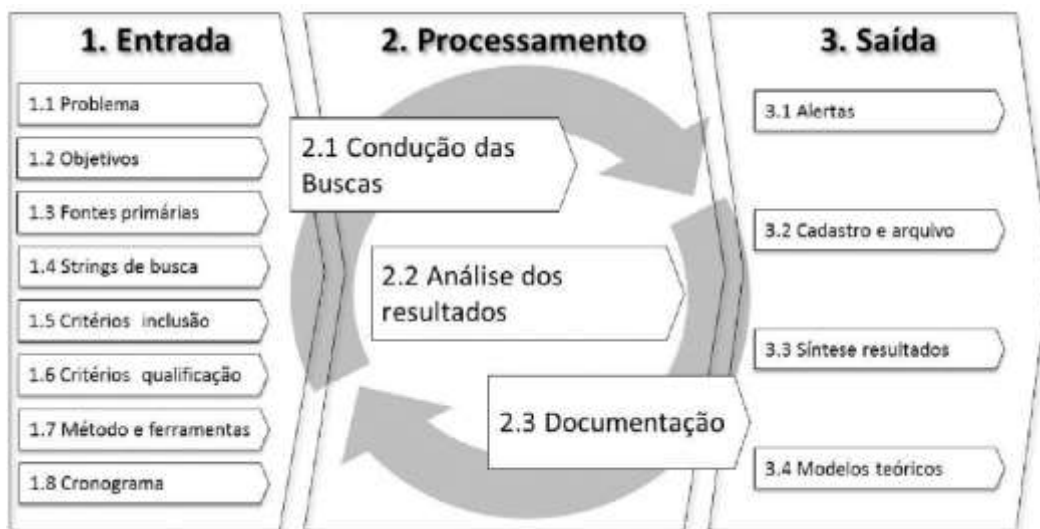 1. Entrada
1.1 Problema
1.2 Objetivos
1.3 Fontes primárias
1.4 Strings de busca
1.5 Critérios inclusão
1.6 Critérios qualificação
1.7 Método e ferramentas
1.8 Cronograma
2. Processamento
2.1 Condução das
Buscas
2.2 Análise dos
resultados
2.3 Documentação
3. Saída
3.1 Alertas
3.2 Cadastro e arquivo
3.3 Síntese resultados
3.4 Modelos teóricos